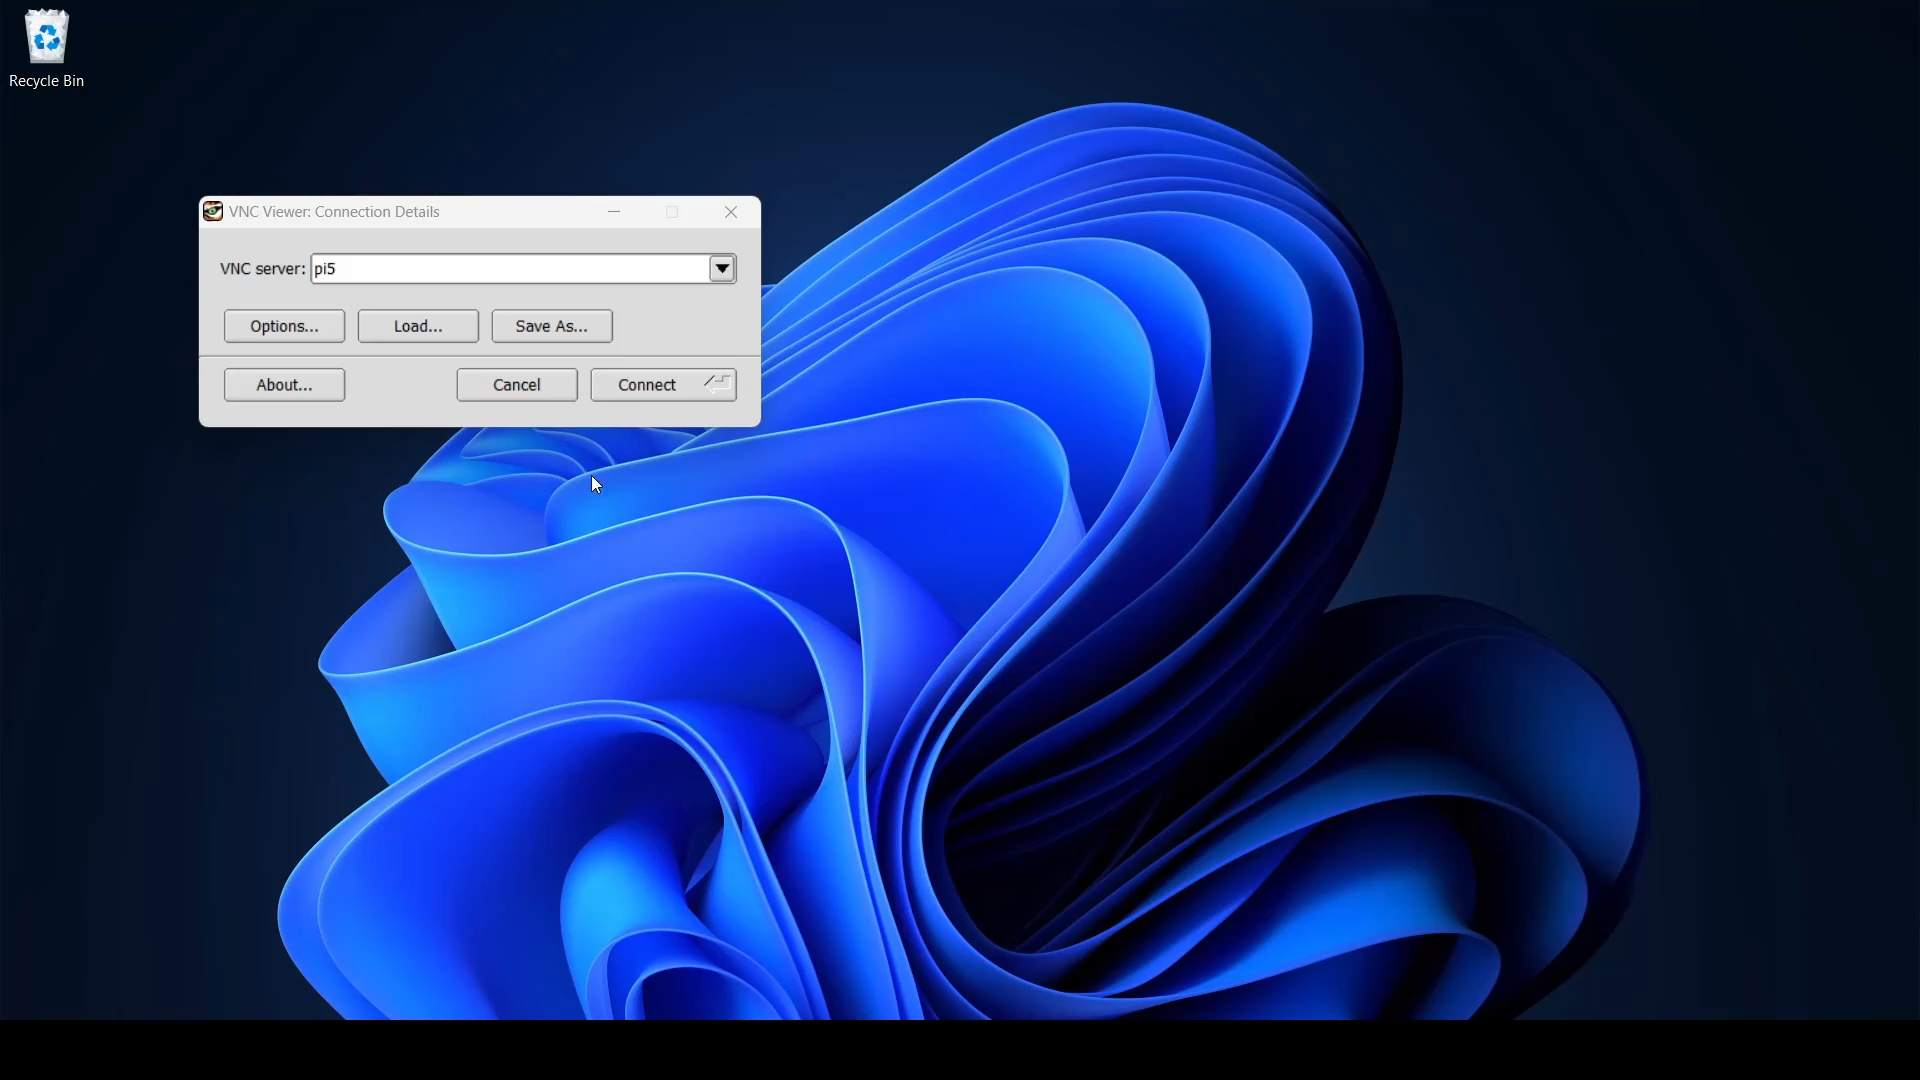 Recycle Bin
VNC Viewer: Connection Details
VNC server: pi5
Options... Load... Save As...
About... Cancel Connect